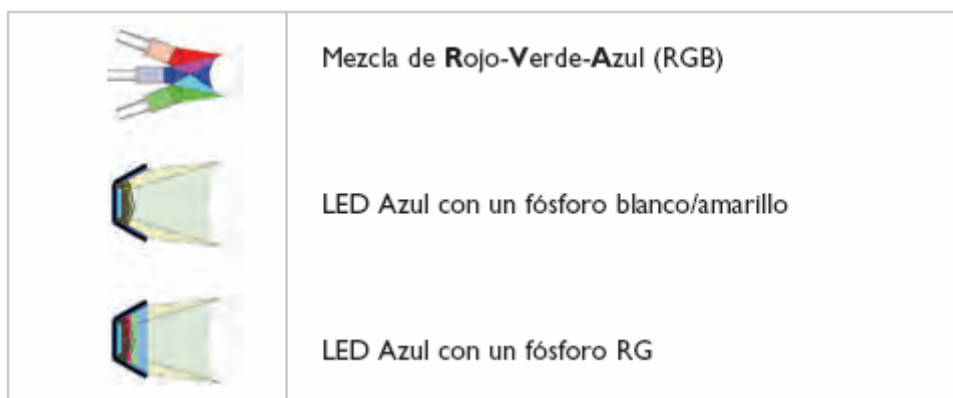 Mezcla de Rojo-Verde-Azul (RGB)
LED Azul con un fósforo blanco/amarillo
LED Azul con un fósforo RG